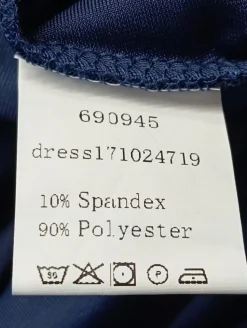 690945
dress171024719
10% Spandex
90% Polyester